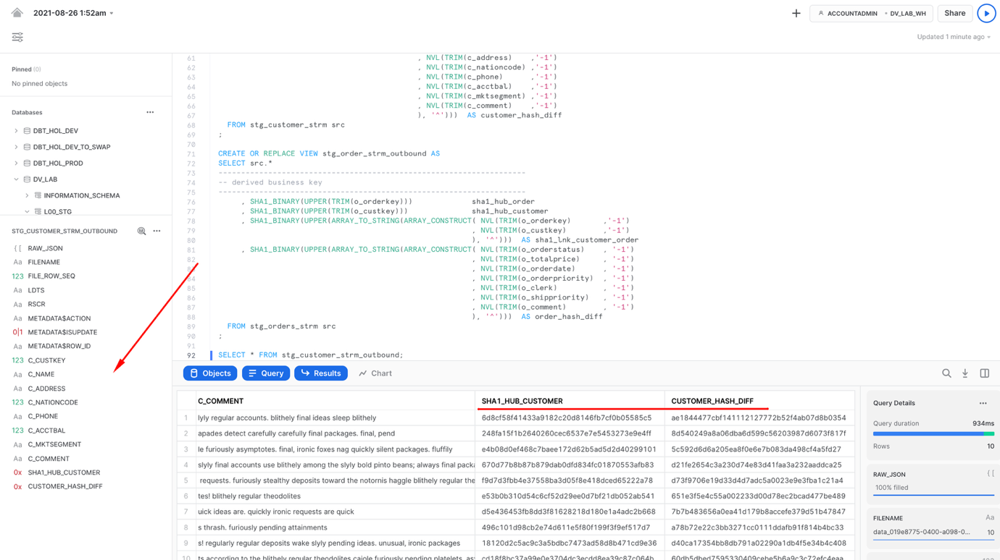 2021-08-26 1:52am
ACCOUNTADMIN
DV_LAB_WH
Share
Updated 1 minute ago
Pinned (0)
No pinned objects
Databases
DBT_HOL_DEV
DBT_HOL_DEV_TO_SWAP
DBT_HOL_PROD
DV_LAB
INFORMATION_SCHEMA
L00_STG
STG_CUSTOMER_STRM_OUTBOUND
RAW_JSON
Aa FILENAME
123 FILE_ROW_SEQ
Aa LDTS
Aa RSCR
Aa METADATA$ACTION
0|1 METADATA$ISUPDATE
Aa METADATA$ROW_ID
123 C_CUSTKEY
Aa C_NAME
Aa C_ADDRESS
123 C_NATIONCODE
Aa C_PHONE
123 C_ACCTBAL
Aa C_MKTSEGMENT
Aa C_COMMENT
0x SHA1_HUB_CUSTOMER
0x CUSTOMER_HASH_DIFF
61 , NVL(TRIM(c_address) ,'-1')
62 , NVL(TRIM(c_nationcode) ,'-1')
63 , NVL(TRIM(c_phone) ,'-1')
64 , NVL(TRIM(c_acctbal) ,'-1')
65 , NVL(TRIM(c_mktsegment) ,'-1')
66 , NVL(TRIM(c_comment) ,'-1')
67 ), '^'))) AS customer_hash_diff
68 FROM stg_customer_strm src
69 ;
70
71 CREATE OR REPLACE VIEW stg_order_strm_outbound AS
72 SELECT src.*
73 --------------------------------------------------------------------
74 -- derived business key
75 --------------------------------------------------------------------
76 , SHA1_BINARY(UPPER(TRIM(o_orderkey))) sha1_hub_order
77 , SHA1_BINARY(UPPER(TRIM(o_custkey))) sha1_hub_customer
78 , SHA1_BINARY(UPPER(ARRAY_TO_STRING(ARRAY_CONSTRUCT( NVL(TRIM(o_orderkey) ,'-1')
79 , NVL(TRIM(o_custkey) ,'-1')
80 ), '^'))) AS sha1_lnk_customer_order
81 , SHA1_BINARY(UPPER(ARRAY_TO_STRING(ARRAY_CONSTRUCT( NVL(TRIM(o_orderstatus) , '-1')
82 , NVL(TRIM(o_totalprice) , '-1')
83 , NVL(TRIM(o_orderdate) , '-1')
84 , NVL(TRIM(o_orderpriority) , '-1')
85 , NVL(TRIM(o_clerk) , '-1')
86 , NVL(TRIM(o_shippriority) , '-1')
87 , NVL(TRIM(o_comment) , '-1')
88 ), '^'))) AS order_hash_diff
89 FROM stg_orders_strm src
90 ;
91
92 SELECT * FROM stg_customer_strm_outbound;
Objects Query Results Chart
C_COMMENT SHA1_HUB_CUSTOMER CUSTOMER_HASH_DIFF
1 lyly regular accounts. blithely final ideas sleep blithely 6d8cf58f41433a9182c20d8146fb7cf0b05585c5 ae1844477cbf141112127772b52f4ab07d8b0354
2 apades detect carefully carefully final packages. final, pend 248fa15f1b2640260cec6537e7e5453273e9e4ff 8d540249a8a06dba6d599c56203987d6073f817f
3 le furiously asymptotes. final, ironic foxes nag quickly silent packages. fluffily e4b08d0ef468c7baee172d62b5ad5d2d40299101 5c592d6d6a205ea8f0e6e7b083da498cf4a5fd27
4 slyly final accounts use blithely among the slyly bold pinto beans; always final packa 670d77b8b87b879dab0dfd834fc01870553afb83 d21fe2654c3a230d74e83d41faa3a232aaddca25
5 requests. furiously stealthy deposits toward the notornis haggle blithely regular the f9d7d3fbb4e37558ba3d05f8e418dced65222a78 d73f9706e19d33d4d7adc5a0023e9e3fba1c21a4
6 tes! blithely regular theodolites e53b0b310d54c6cf52d29ee0d7bf21db052ab541 651e3f5e4c55a002233d00d78ec2bcad477be489
7 uick ideas are. quickly ironic requests are quick d5e436453fb8dd3f81628218d180e1a4adc2b668 7b7b483656a0ea41d179b8accefe379d51b47847
8 s thrash. furiously pending attainments 496c101d98cb2e74d611e5f80f199f3f9ef517d7 a78b72e22c3bb3271cc0111ddafb91f814b4bc33
9 s! regularly regular deposits wake slyly pending ideas. unusual, ironic packages 18120d2c5ac9c3a5bdbc7473ad58d8b471cd9e36 d40ca17354bb8db791a02290a1db4f5e34b4c408
10 ts according to the blithely regular theodolites cajole furiously pending platelets. as
Query Details
Query duration 934ms
Rows 10
RAW_JSON
100% filled
FILENAME Aa
data_019e8775-0400-a098-0... 10